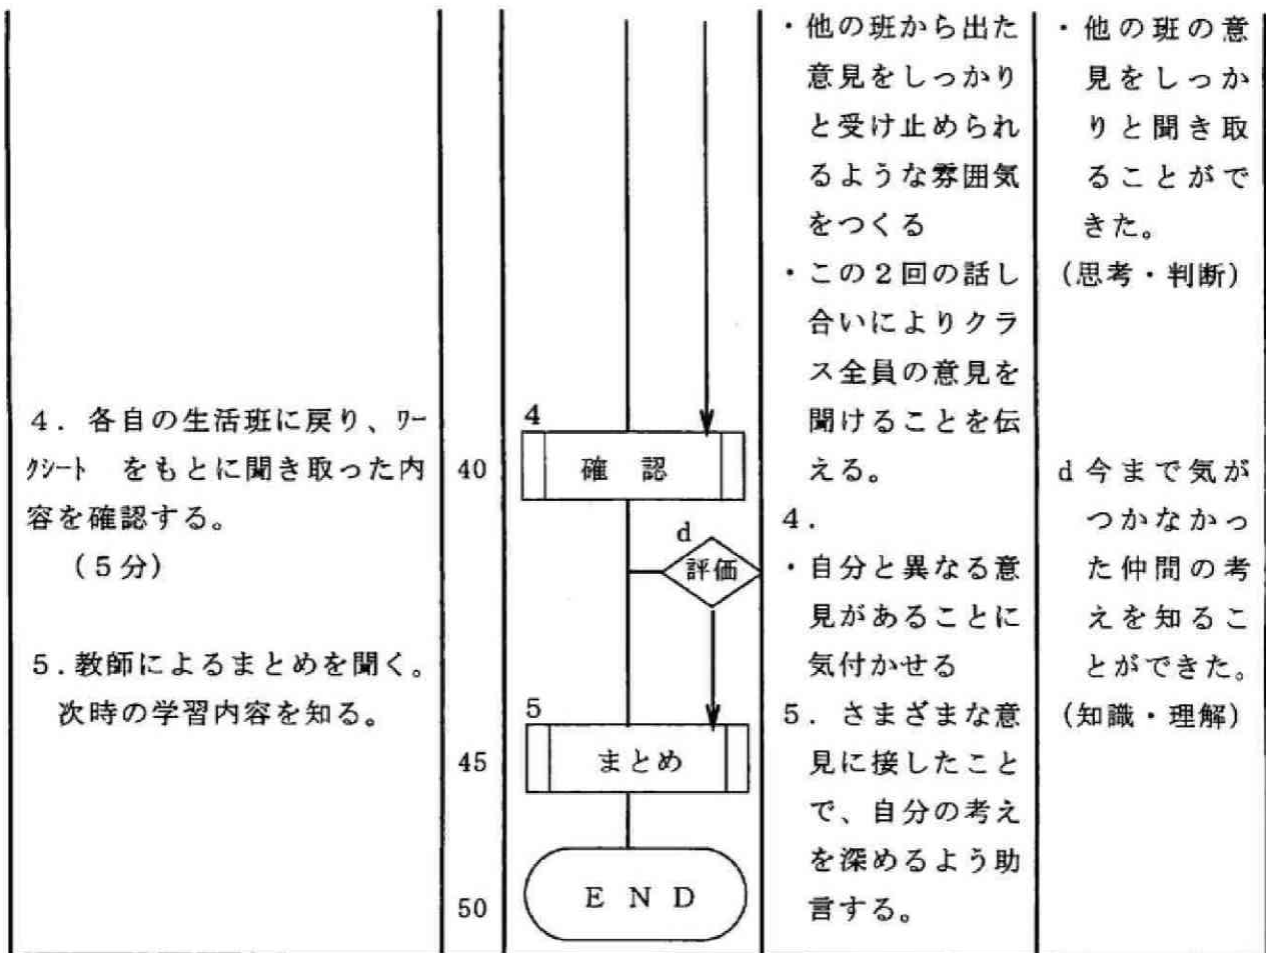 4．各自の生活班に戻り、ワー
クシート　をもとに聞き取った内
容を確認する。
（5分）
5．教師によるまとめを聞く。
次時の学習内容を知る。
40
45
50
4
確　認
d
評価
5
まとめ
ＥＮＤ
・他の班から出た
意見をしっかり
と受け止められ
るような雰囲気
をつくる
・この2回の話し
合いによりクラ
ス全員の意見を
聞けることを伝
える。
4．
・自分と異なる意
見があることに
気付かせる
5．さまざまな意
見に接したこと
で、自分の考え
を深めるよう助
言する。
・他の班の意
見をしっか
りと聞き取
ることがで
きた。
（思考・判断）
d今まで気が
つかなかっ
た仲間の考
えを知るこ
とができた。
（知識・理解）